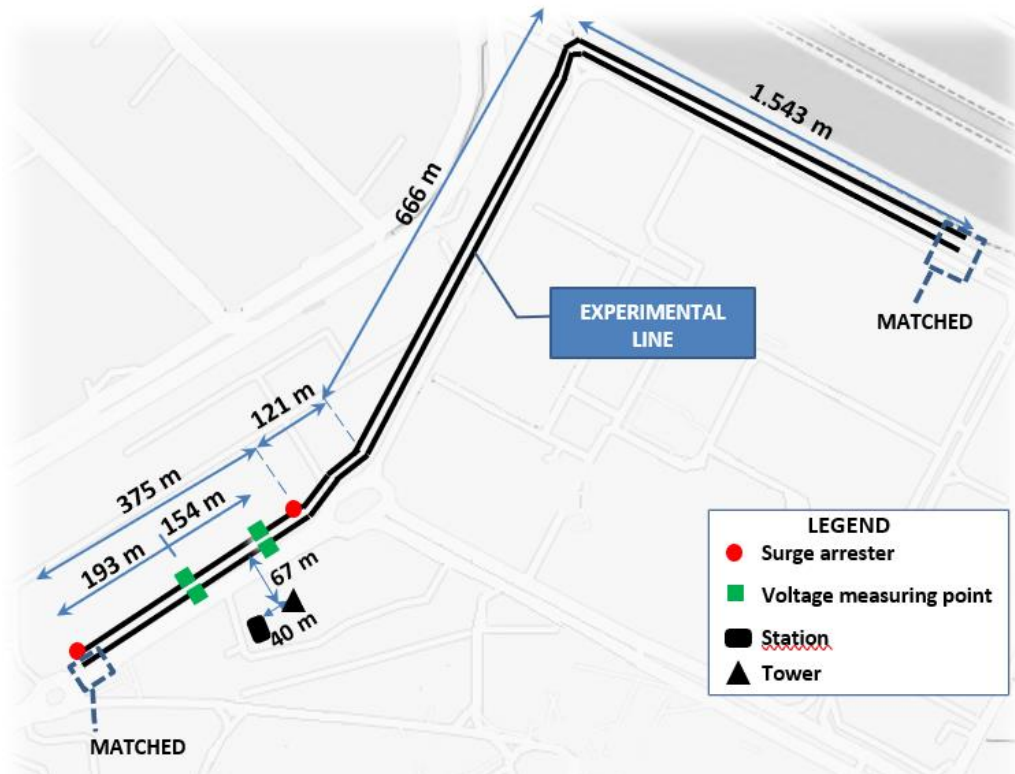 1.543 m
666 m
EXPERIMENTAL
LINE
MATCHED
121 m
375 m
154 m
193 m
67 m
40 m
MATCHED
LEGEND
Surge arrester
Voltage measuring point
Station
Tower